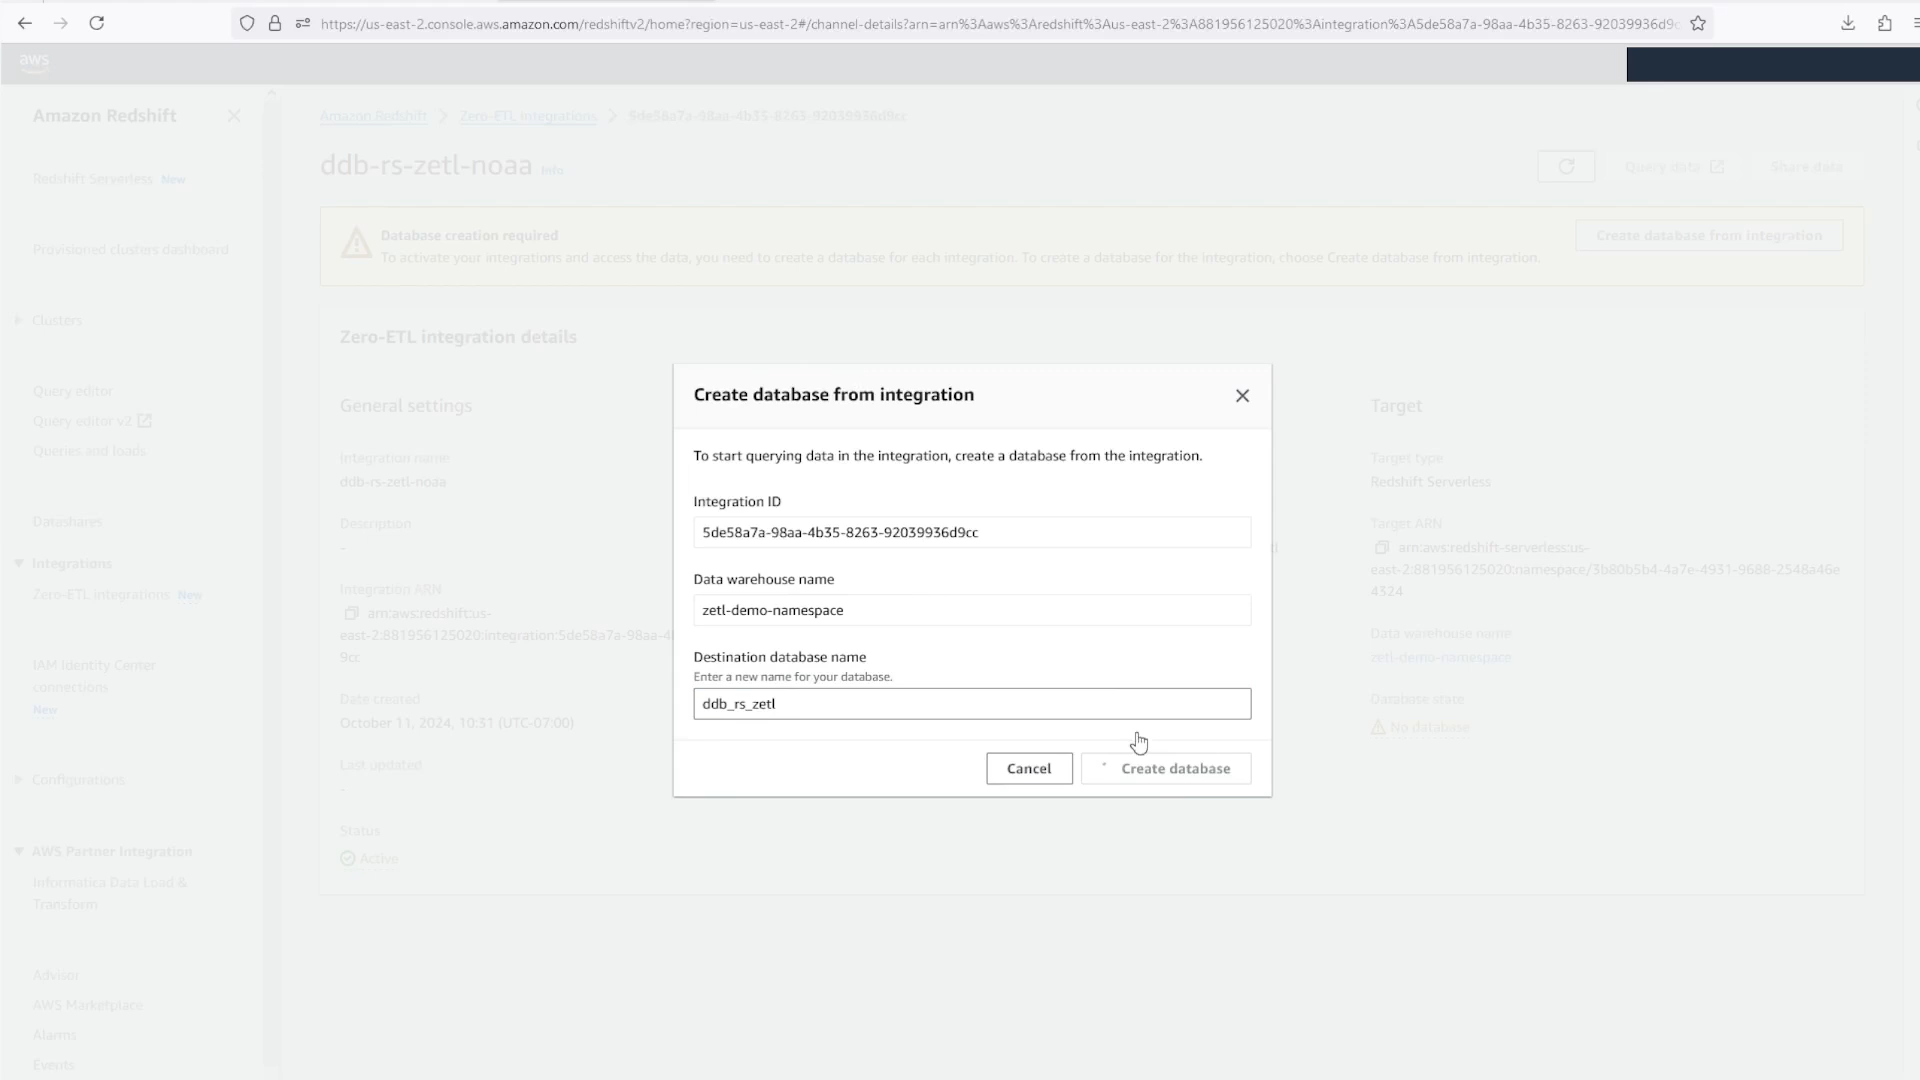 https://us-east-2.console.aws.amazon.com/redshiftv2/home?region=us-east-2#/channel-details?arn=arn%3Aaws%3Aredshift%3Aus-east-2%3A881956125020%3Aintegration%3A5de58a7a-98aa-4b35-8263-92039936d9c
aws
Amazon Redshift
Redshift Serverless New
Provisioned clusters dashboard
Clusters
Query editor
Query editor v2
Queries and loads
Datashares
Integrations
Zero-ETL integrations New
IAM Identity Center
connections
New
Configurations
AWS Partner Integration
Informatica Data Load &
Transform
Advisor
AWS Marketplace
Alarms
Events
Amazon Redshift
Zero-ETL integrations
5de58a7a-98aa-4b35-8263-92039936d9cc
ddb-rs-zetl-noaa Info
Query data
Share data
Database creation required
To activate your integrations and access the data, you need to create a database for each integration. To create a database for the integration, choose Create database from integration.
Create database from integration
Zero-ETL integration details
General settings
Integration name
ddb-rs-zetl-noaa
Description
-
Integration ARN
arn:aws:redshift:us-
east-2:881956125020:integration:5de58a7a-98aa-4
9cc
Date created
October 11, 2024, 10:31 (UTC-07:00)
Last updated
-
Status
Active
Create database from integration
To start querying data in the integration, create a database from the integration.
Integration ID
5de58a7a-98aa-4b35-8263-92039936d9cc
Data warehouse name
zetl-demo-namespace
Destination database name
Enter a new name for your database.
ddb_rs_zetl
Cancel
Create database
Target
Target type
Redshift Serverless
Target ARN
arn:aws:redshift-serverless:us-
east-2:881956125020:namespace/3b80b5b4-4a7e-4931-9688-2548a46e
4324
Data warehouse name
zetl-demo-namespace
Database state
No database